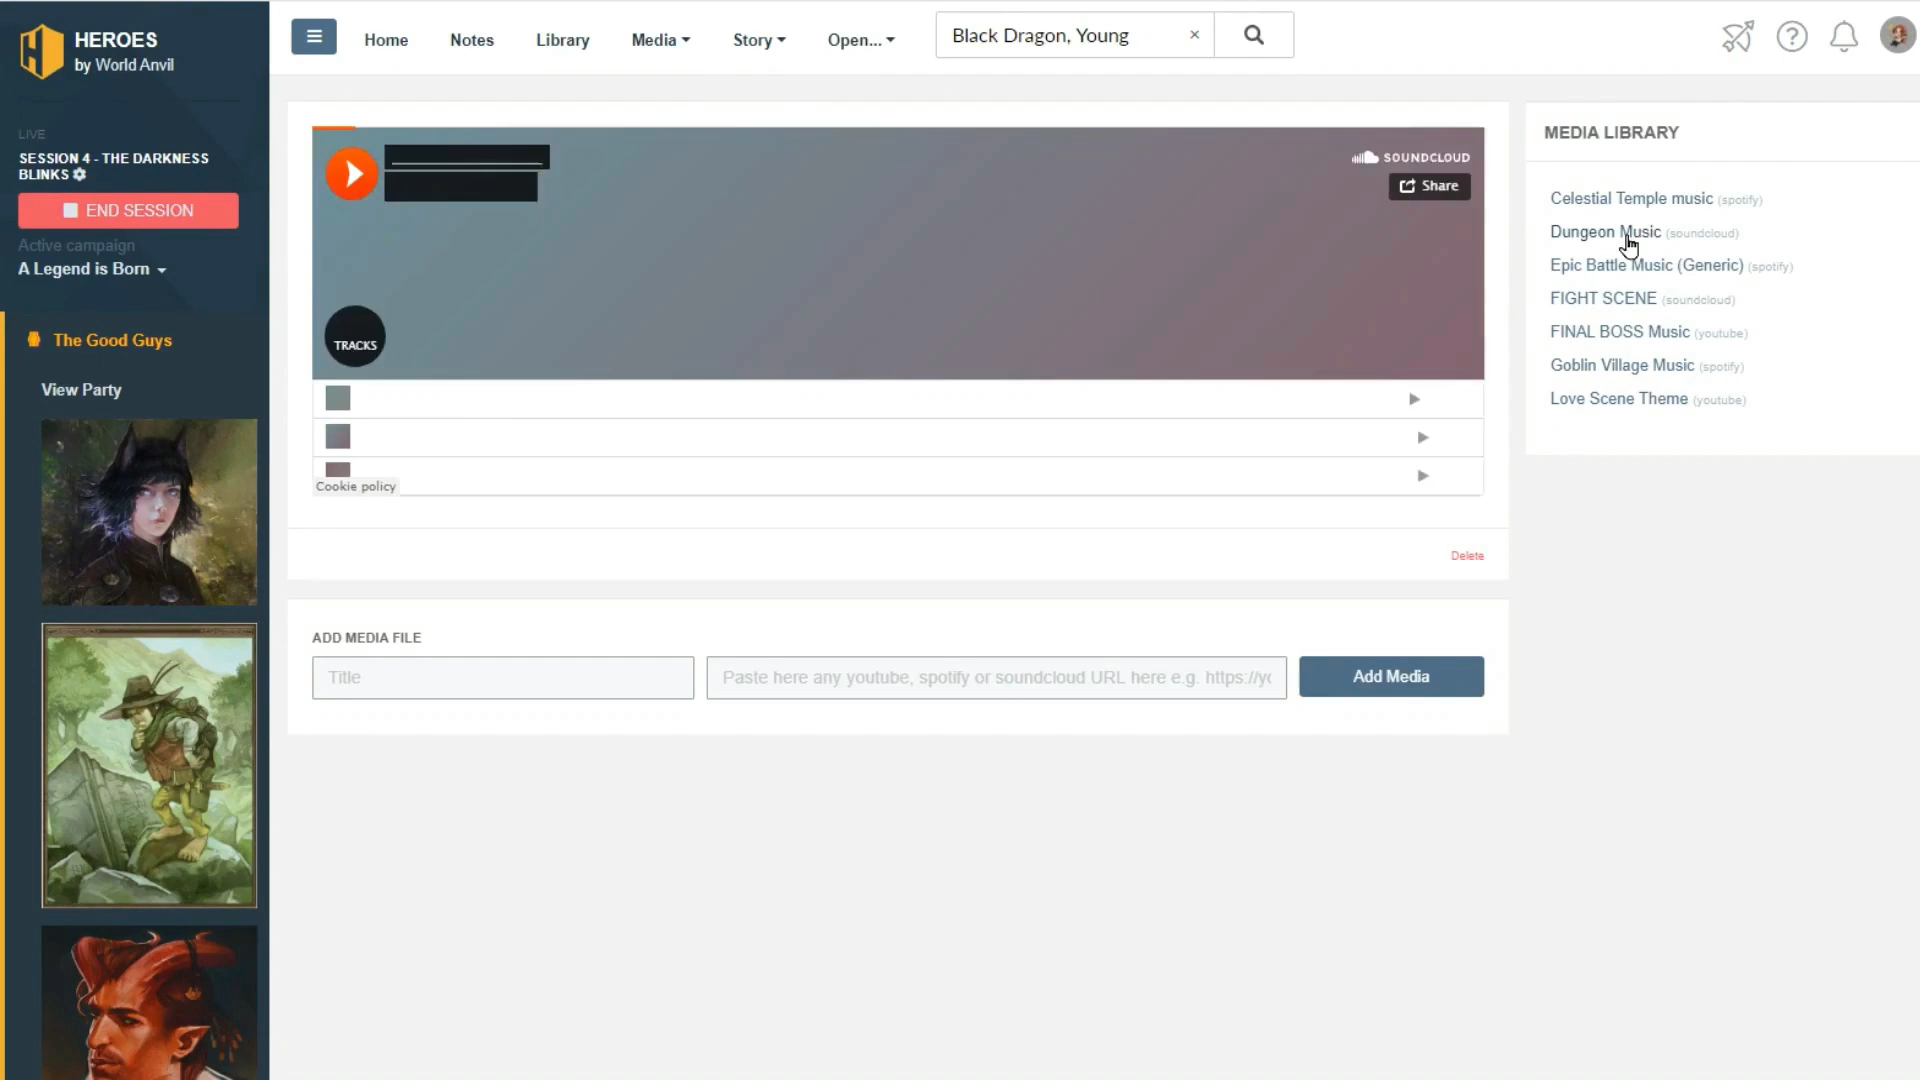 HEROES
by World Anvil
LIVE
SESSION 4 - THE DARKNESS
BLINKS
END SESSION
Active campaign
A Legend is Born
The Good Guys
View Party
Home
Notes
Library
Media
Story
Open...
Black Dragon, Young
×
SOUNDCLOUD
Share
TRACKS
Cookie policy
Delete
ADD MEDIA FILE
Title
Paste here any youtube, spotify or soundcloud URL here e.g. https://yo
Add Media
MEDIA LIBRARY
Celestial Temple music (spotify)
Dungeon Music (soundcloud)
Epic Battle Music (Generic) (spotify)
FIGHT SCENE (soundcloud)
FINAL BOSS Music (youtube)
Goblin Village Music (spotify)
Love Scene Theme (youtube)